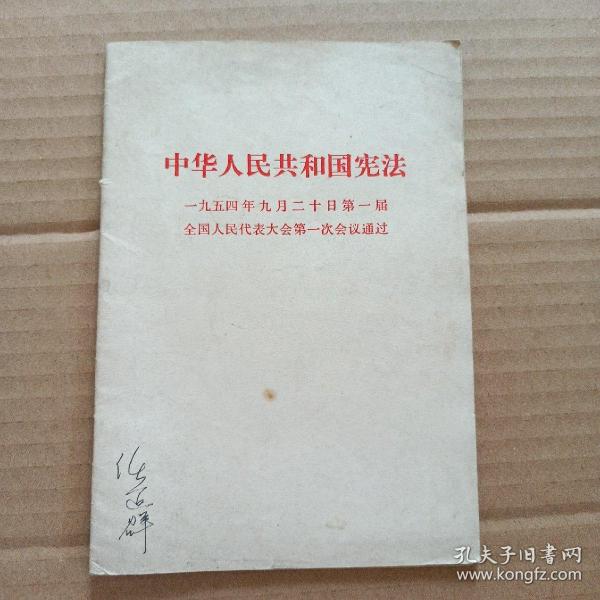 中华人民共和国宪法
一九五四年九月二十日第一届
全国人民代表大会第一次会议通过
群
孔夫子旧书网
www.kongfz.com